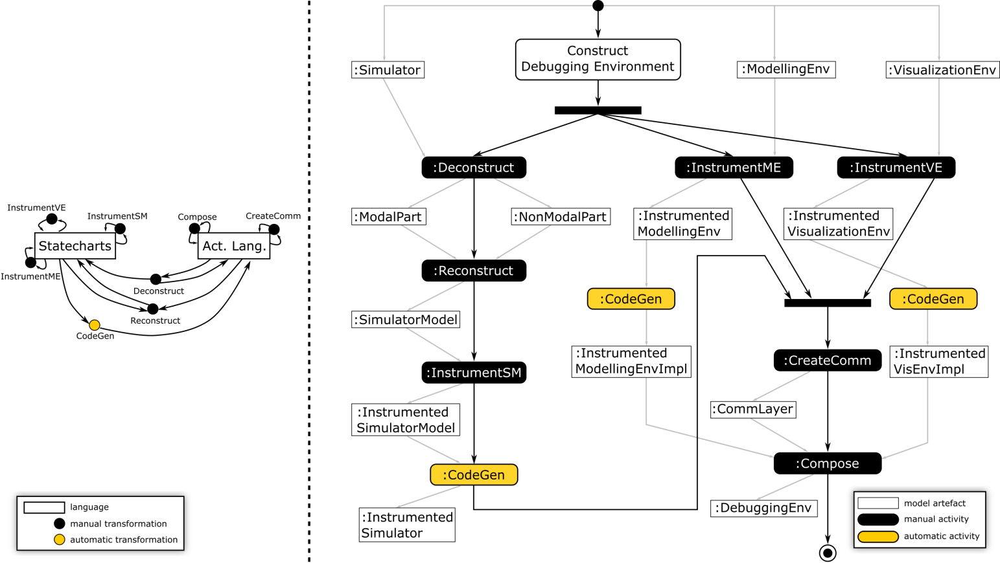 InstrumentVE
InstrumentSM
Compose
CreateComm
Statecharts
Act. Lang.
InstrumentME
Deconstruct
Reconstruct
CodeGen
language
manual transformation
automatic transformation
Construct
Debugging Environment
:Simulator
:ModellingEnv
:VisualizationEnv
:Deconstruct
:InstrumentME
:InstrumentVE
:ModalPart
:NonModalPart
:Instrumented
ModellingEnv
:Instrumented
VisualizationEnv
:Reconstruct
:CodeGen
:CodeGen
:SimulatorModel
:Instrumented
ModellingEnvImpl
:CreateComm
:Instrumented
VisEnvImpl
:InstrumentSM
:Instrumented
SimulatorModel
:CommLayer
:CodeGen
:Compose
:Instrumented
Simulator
:DebuggingEnv
model artefact
manual activity
automatic activity